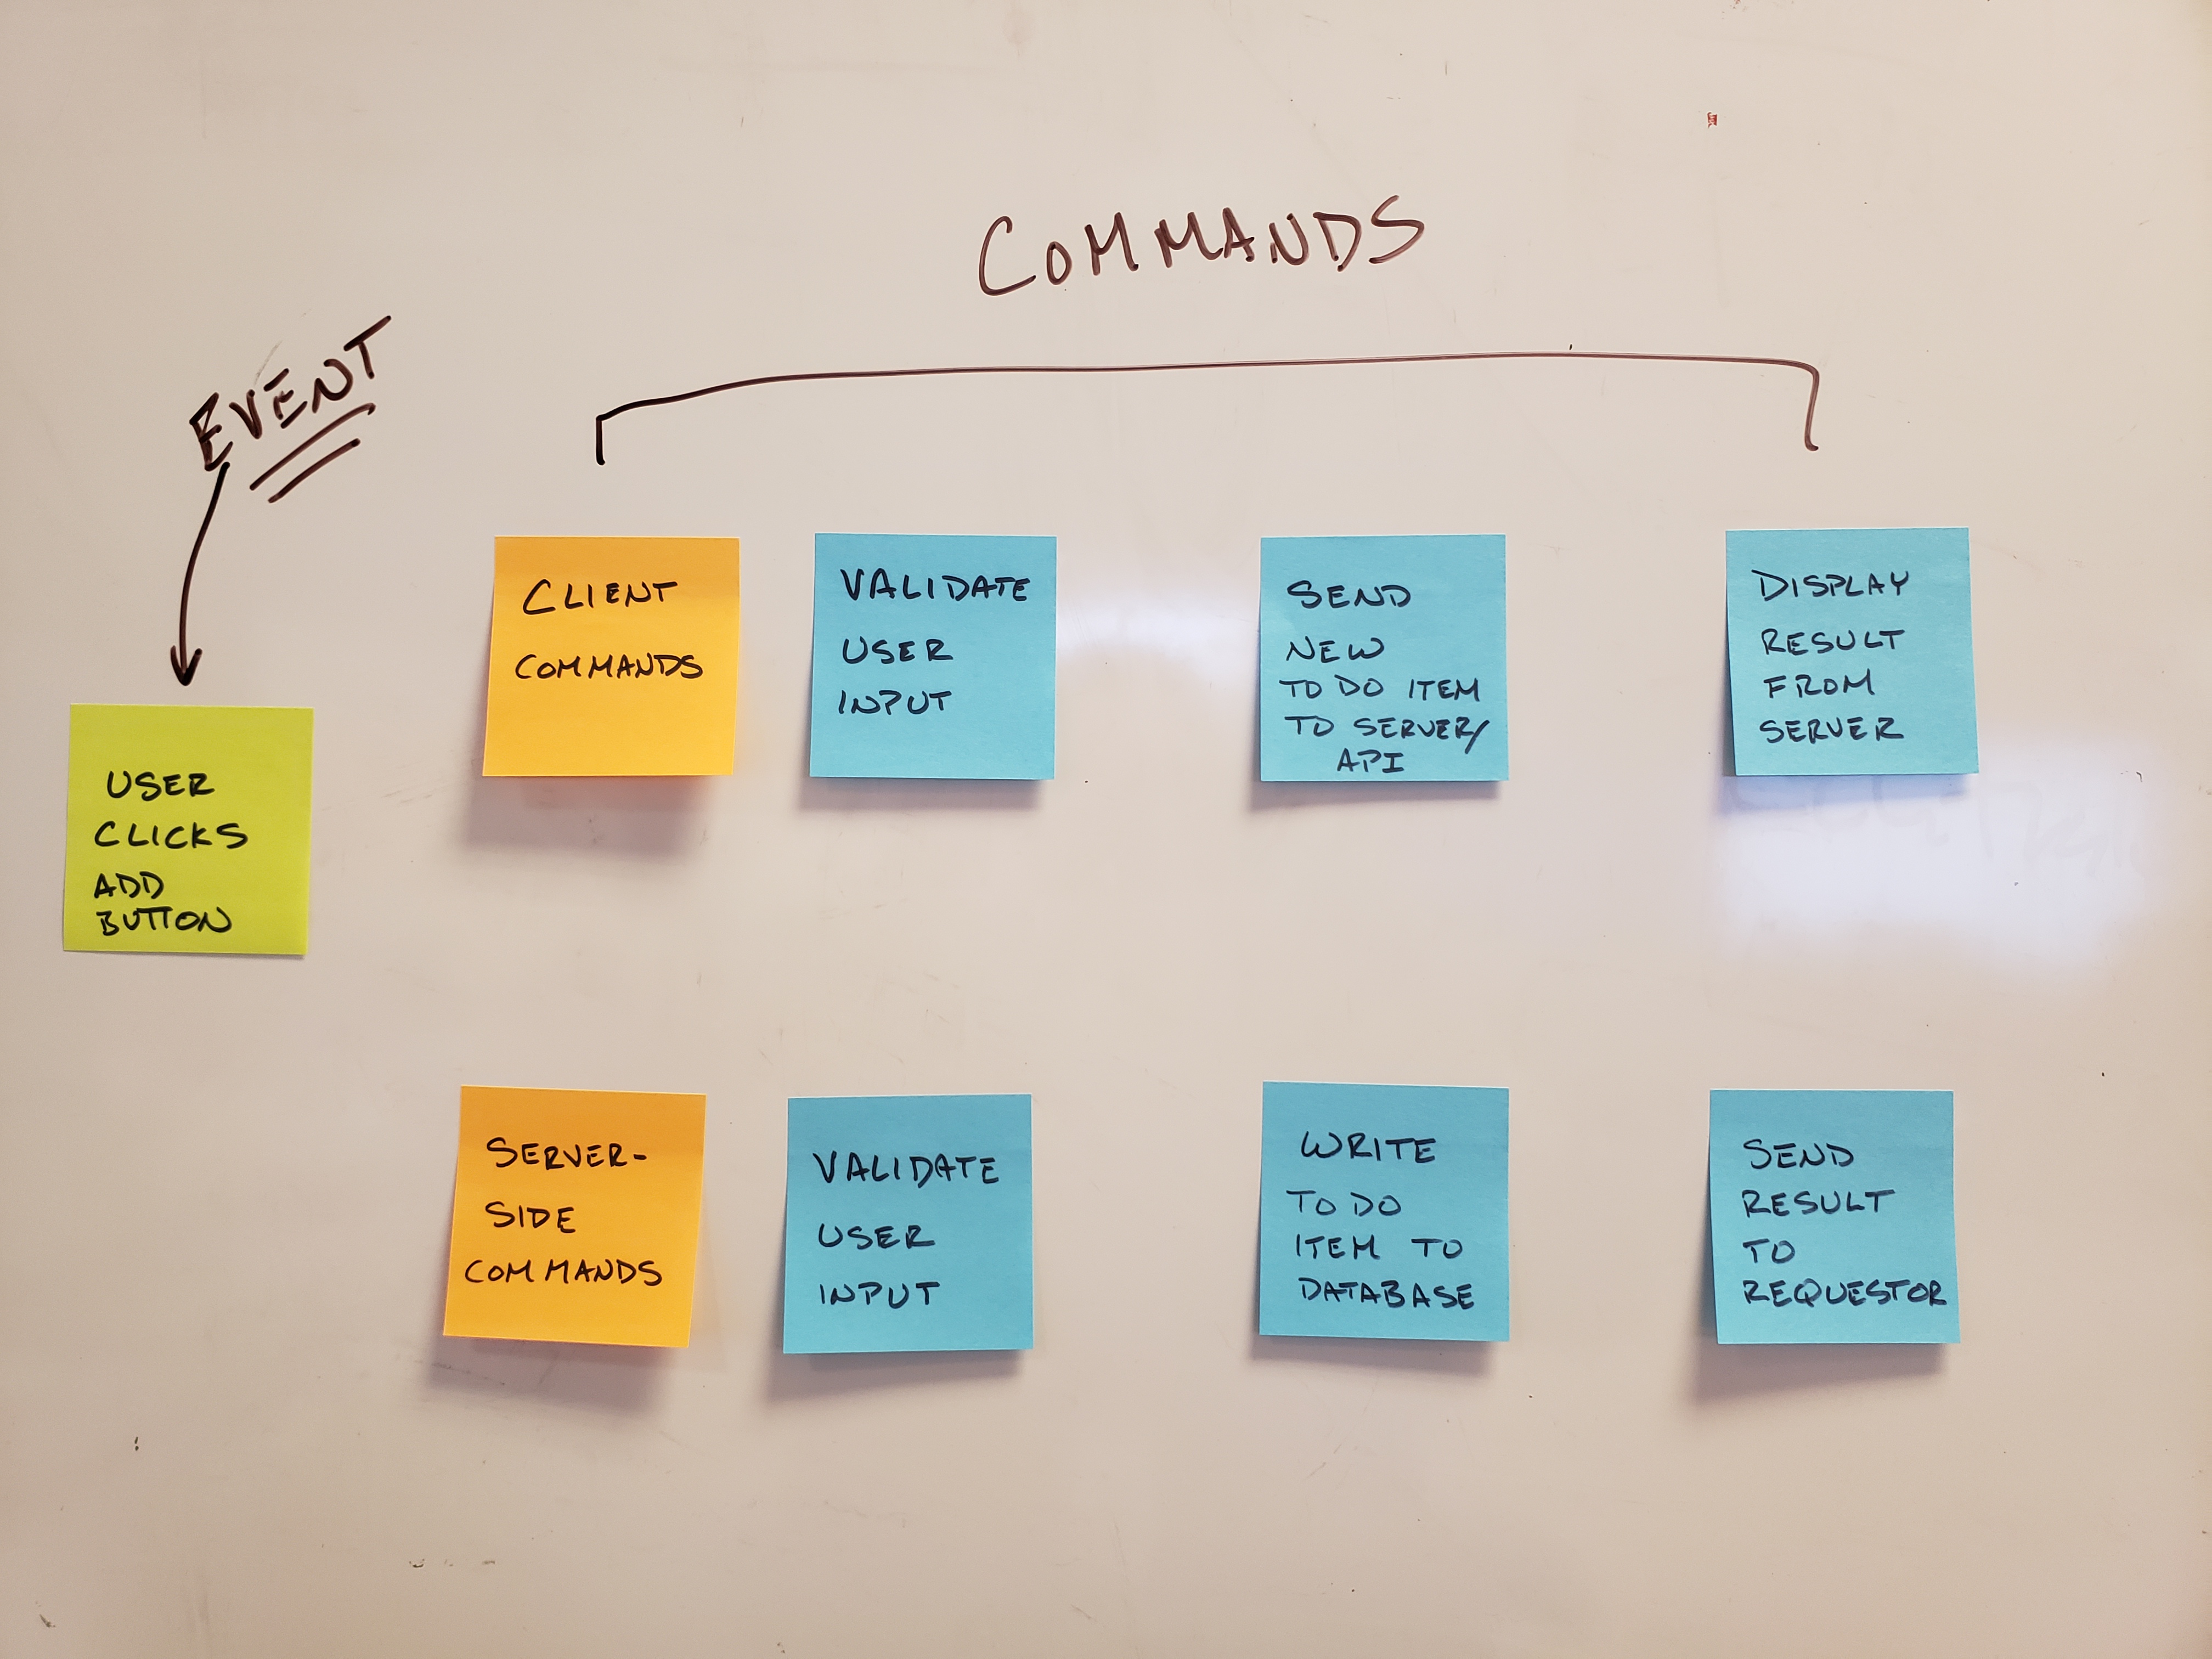 COMMANDS
EVENT
USER
CLICKS
ADD
BUTTON
CLIENT
COMMANDS
VALIDATE
USER
INPUT
SEND
NEW
TO DO ITEM
TO SERVER/
API
DISPLAY
RESULT
FROM
SERVER
SERVER-
SIDE
COMMANDS
VALIDATE
USER
INPUT
WRITE
TO DO
ITEM TO
DATABASE
SEND
RESULT
TO
REQUESTOR